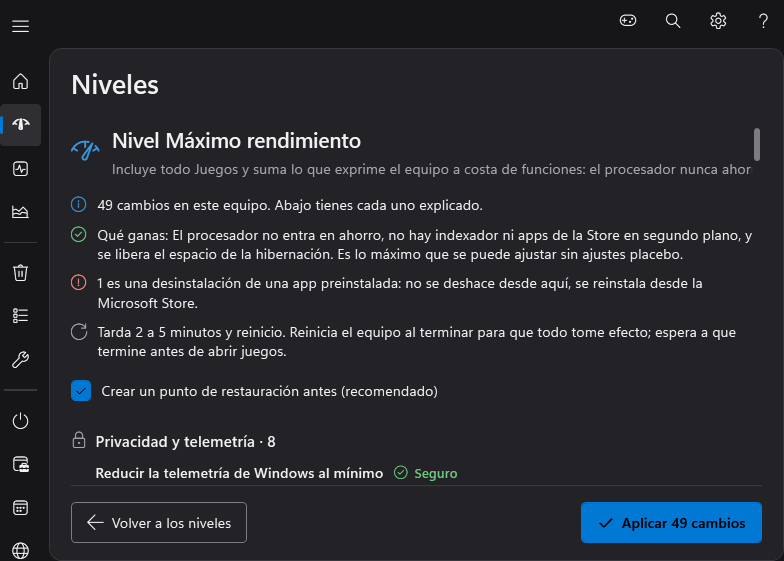 Niveles
Nivel Máximo rendimiento
Incluye todo Juegos y suma lo que exprime el equipo a costa de funciones: el procesador nunca ahor
49 cambios en este equipo. Abajo tienes cada uno explicado.
Qué ganas: El procesador no entra en ahorro, no hay indexador ni apps de la Store en segundo plano, y
se libera el espacio de la hibernación. Es lo máximo que se puede ajustar sin ajustes placebo.
1 es una desinstalación de una app preinstalada: no se deshace desde aquí, se reinstala desde la
Microsoft Store.
Tarda 2 a 5 minutos y reinicio. Reinicia el equipo al terminar para que todo tome efecto; espera a que
termine antes de abrir juegos.
Crear un punto de restauración antes (recomendado)
Privacidad y telemetría · 8
Reducir la telemetría de Windows al mínimo Seguro
Volver a los niveles
Aplicar 49 cambios